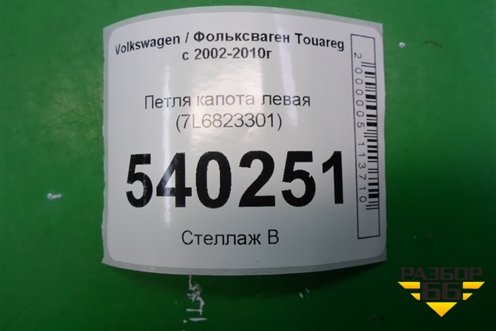 Volkswagen / Фольксваген Touareg
с 2002-2010г
Петля капота левая
(7L6823301)
540251
Стеллаж В
2000005113710
РАЗБОР
66